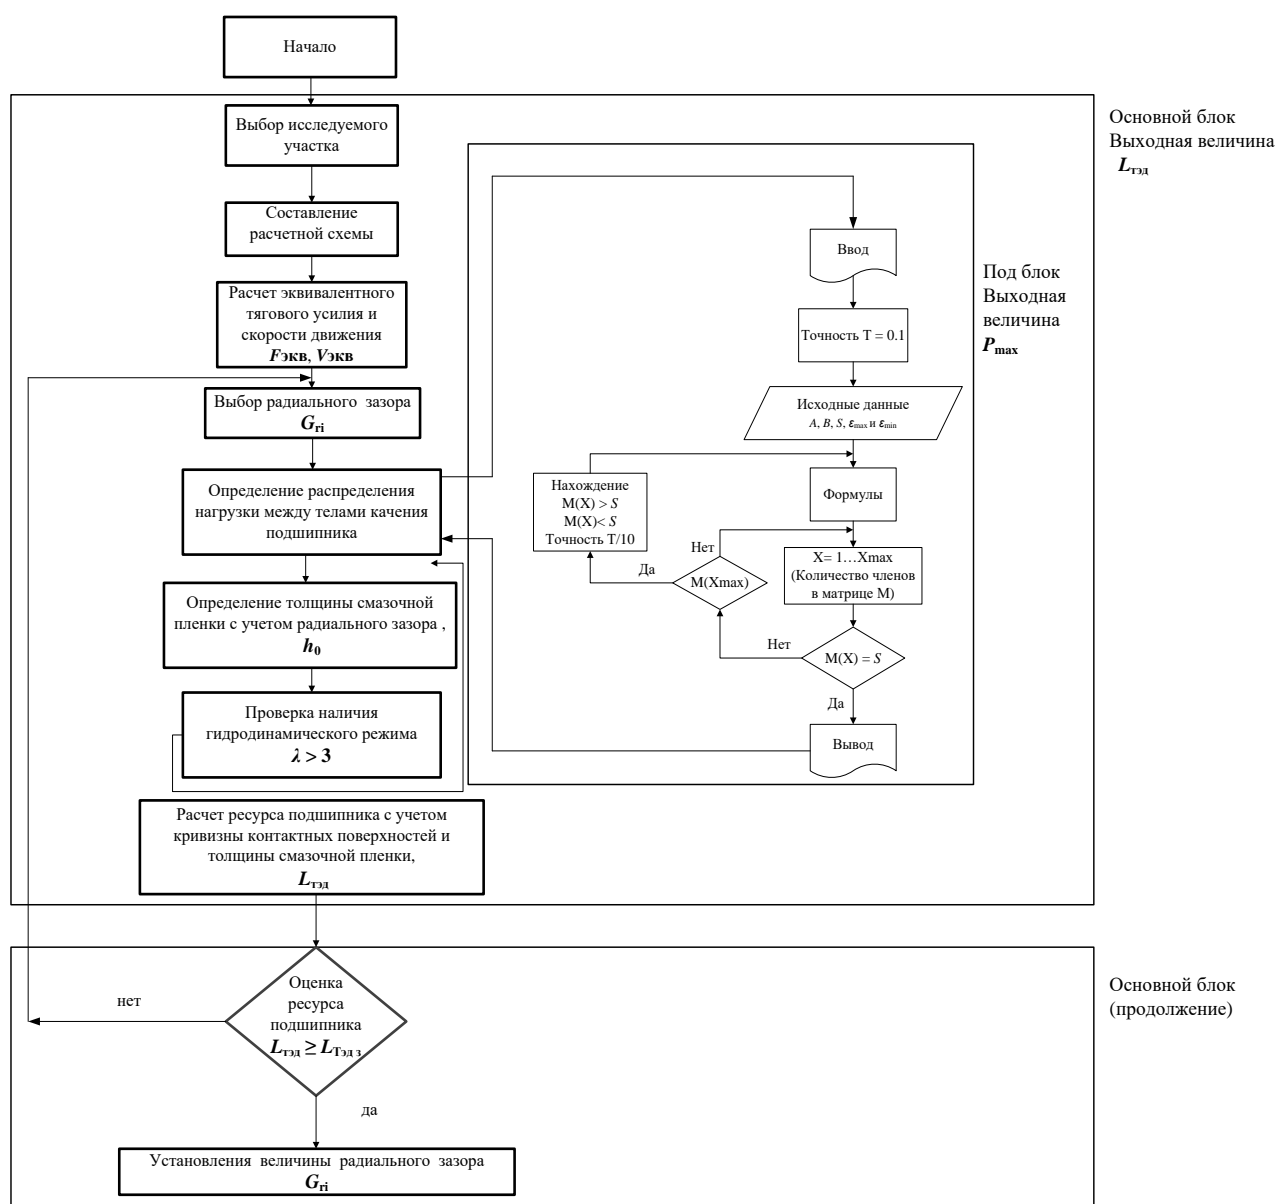 Начало
Выбор исследуемого
участка
Составление
расчетной схемы
Расчет эквивалентного
тягового усилия и
скорости движения
Fэкв, Vэкв
Выбор радиального зазора
Gri
Определение распределения
нагрузки между телами качения
подшипника
Определение толщины смазочной
пленки с учетом радиального зазора ,
h0
Проверка наличия
гидродинамического режима
λ > 3
Расчет ресурса подшипника с учетом
кривизны контактных поверхностей и
толщины смазочной пленки,
Lтэд
Ввод
Точность T = 0.1
Исходные данные
A, B, S, εmax и εmin
Формулы
Нахождение
M(X) > S
M(X)< S
Точность T/10
Нет
Да
M(Xmax)
X= 1…Xmax
(Количество членов
в матрице M)
Нет
M(X) = S
Да
Вывод
Под блок
Выходная
величина
Pmax
Основной блок
Выходная величина
Lтэд
Оценка
ресурса
подшипника
Lтэд ≥ LТэд з
нет
да
Установления величины радиального зазора
Gri
Основной блок
(продолжение)